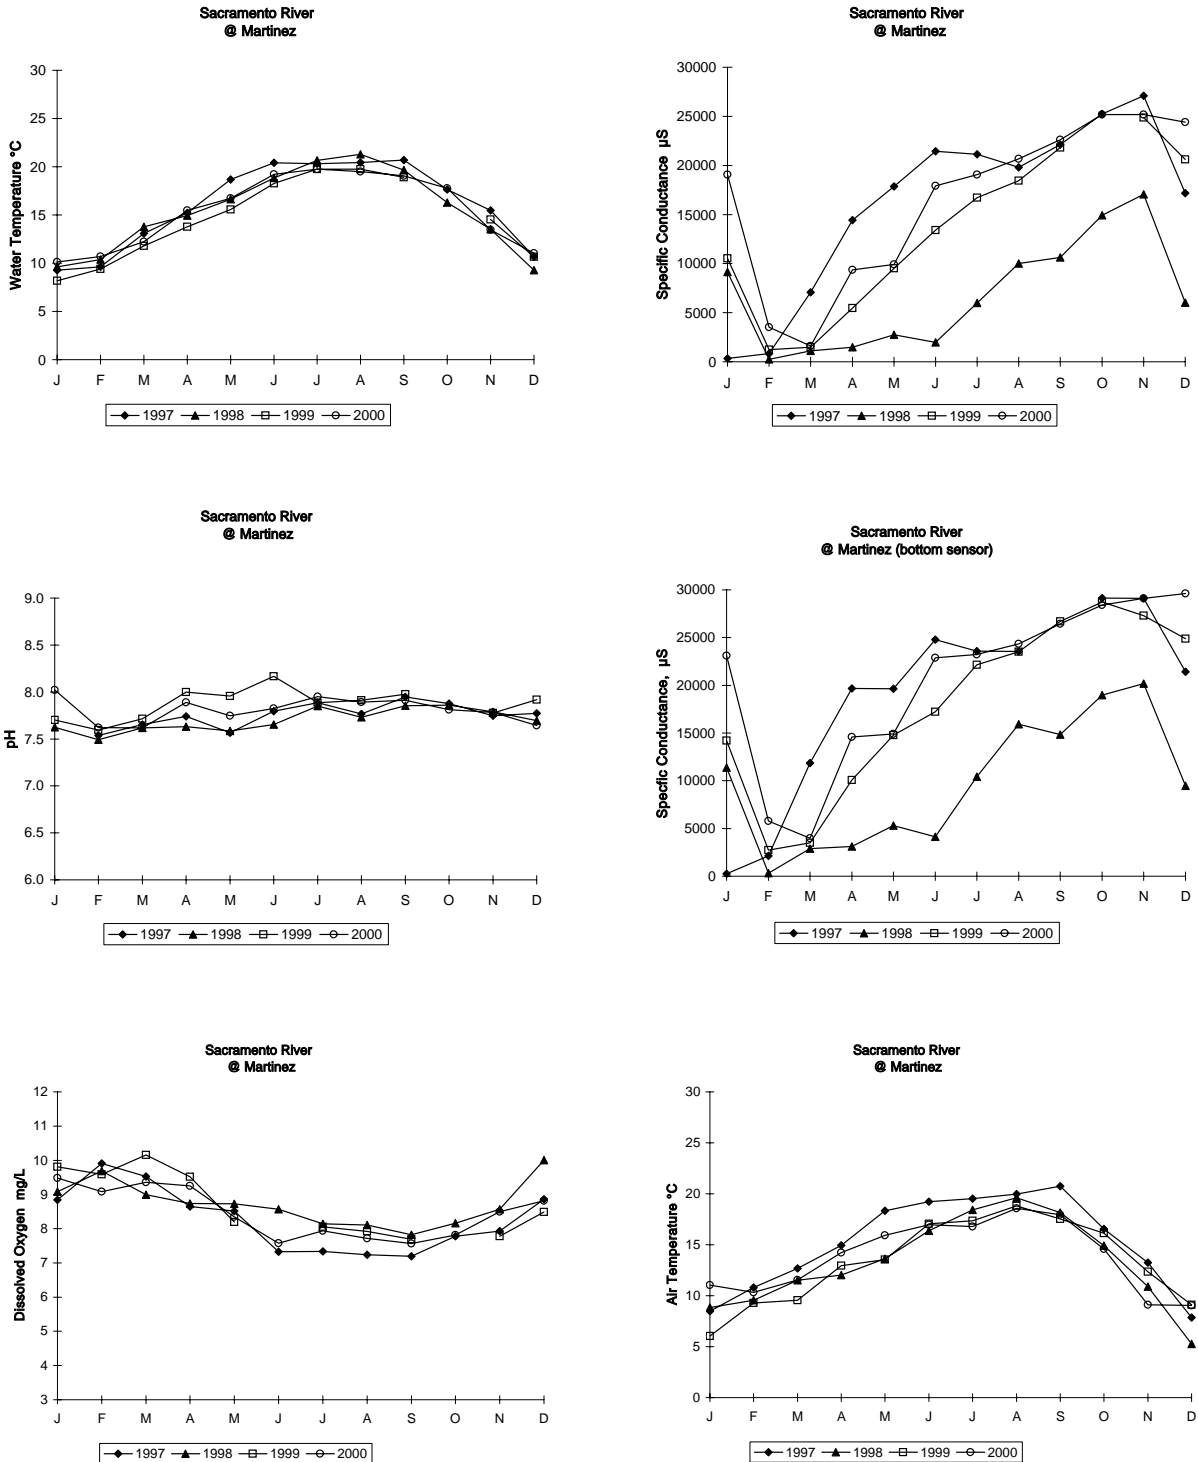 Sacramento River
@ Martinez
Water Temperature °C
30
25
20
15
10
5
0
J F M A M J J A S O N D
1997 1998 1999 2000
Sacramento River
@ Martinez
Specific Conductance µS
30000
25000
20000
15000
10000
5000
0
J F M A M J J A S O N D
1997 1998 1999 2000
Sacramento River
@ Martinez
pH
9.0
8.5
8.0
7.5
7.0
6.5
6.0
J F M A M J J A S O N D
1997 1998 1999 2000
Sacramento River
@ Martinez (bottom sensor)
Specfic Conductance, µS
30000
25000
20000
15000
10000
5000
0
J F M A M J J A S O N D
1997 1998 1999 2000
Sacramento River
@ Martinez
Dissolved Oxygen mg/L
12
11
10
9
8
7
6
5
4
3
J F M A M J J A S O N D
1997 1998 1999 2000
Sacramento River
@ Martinez
Air Temperature °C
30
25
20
15
10
5
0
J F M A M J J A S O N D
1997 1998 1999 2000